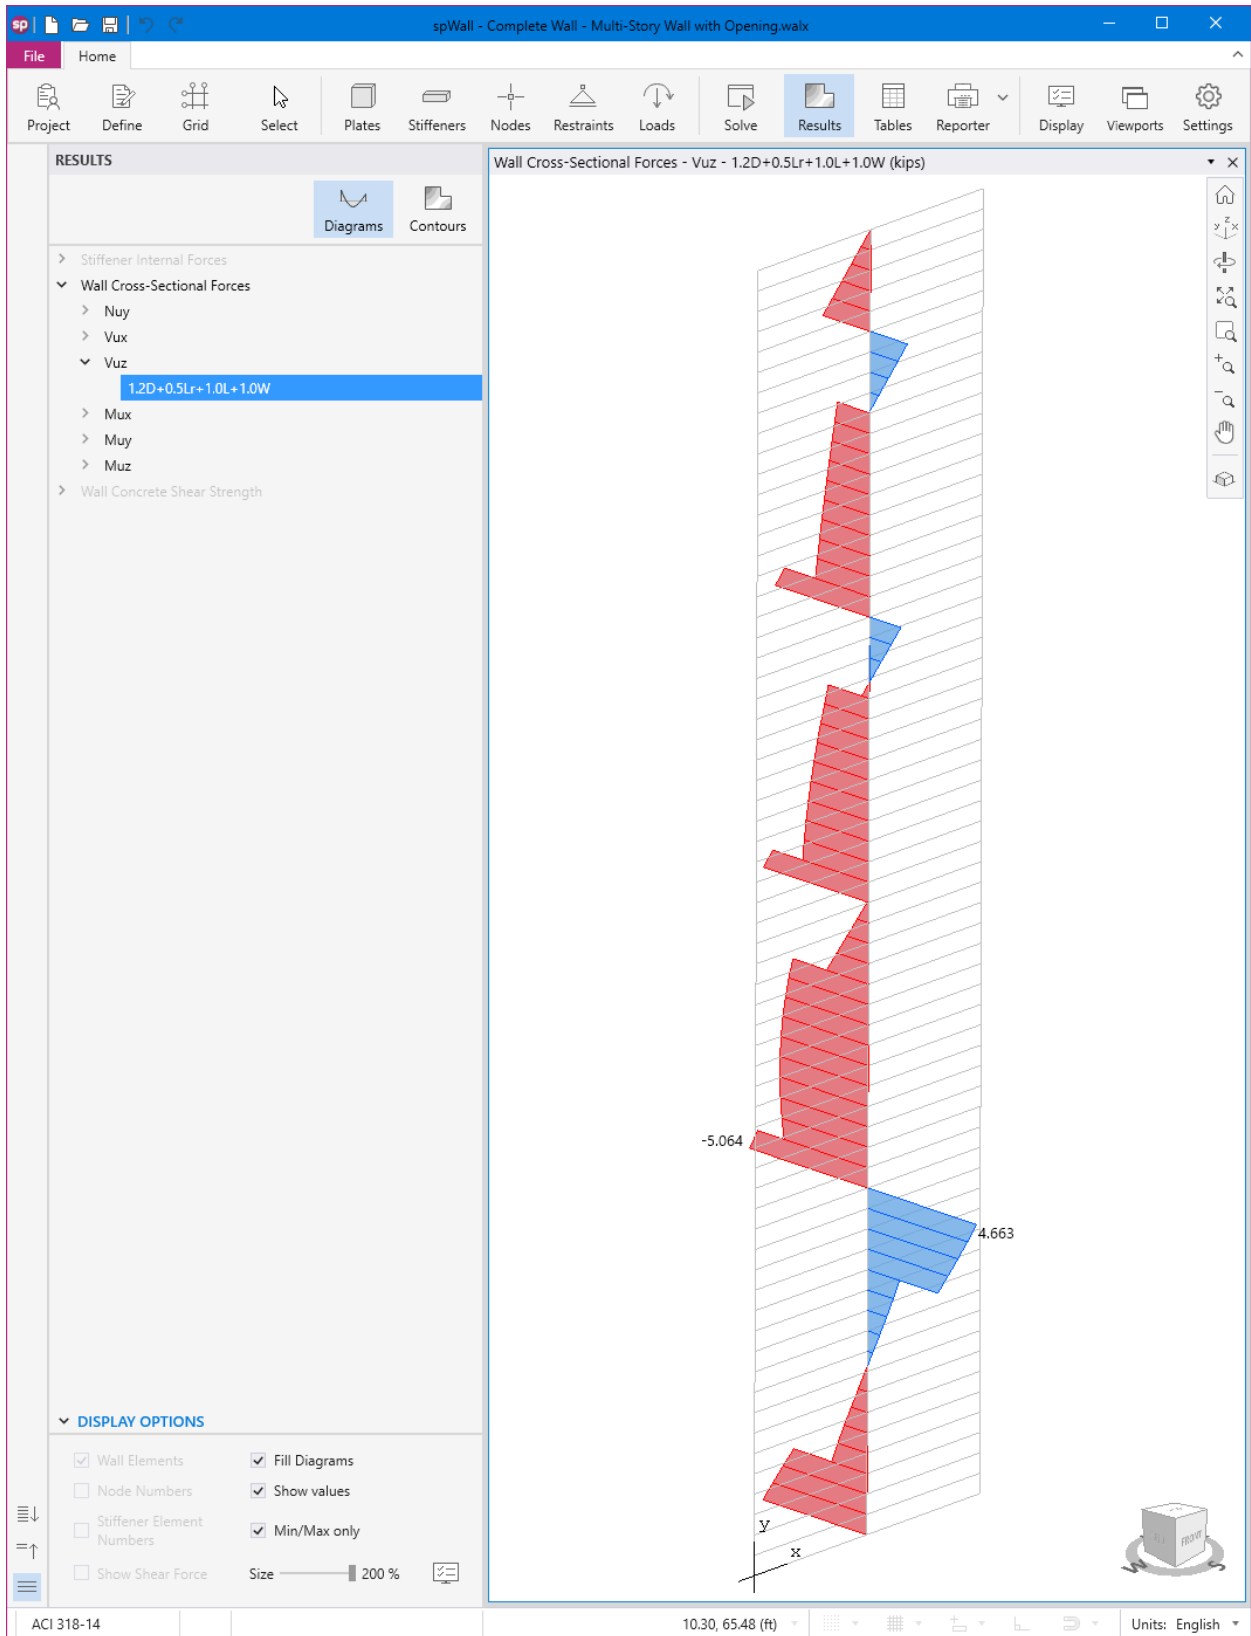 sp
spWall - Complete Wall - Multi-Story Wall with Opening.walx
File
Home
Project
Define
Grid
Select
Plates
Stiffeners
Nodes
Restraints
Loads
Solve
Results
Tables
Reporter
Display
Viewports
Settings
RESULTS
Diagrams
Contours
Stiffener Internal Forces
Wall Cross-Sectional Forces
Nuy
Vux
Vuz
1.2D+0.5Lr+1.0L+1.0W
Mux
Muy
Muz
Wall Concrete Shear Strength
Wall Cross-Sectional Forces - Vuz - 1.2D+0.5Lr+1.0L+1.0W (kips)
y z x
-5.064
4.663
y
x
FRONT
W
S
DISPLAY OPTIONS
Wall Elements
Fill Diagrams
Node Numbers
Show values
Stiffener Element
Numbers
Min/Max only
Show Shear Force
Size
200 %
ACI 318-14
10.30, 65.48 (ft)
Units: English